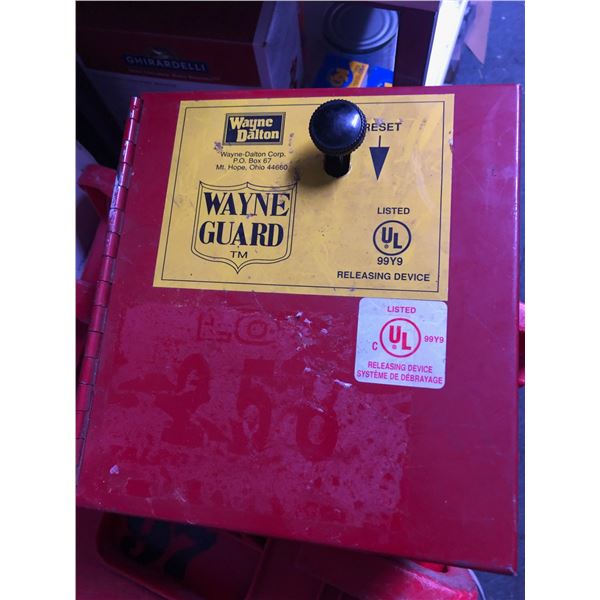 GHIRARDELLI
Wayne
Dalton
Wayne-Dalton Corp.
P.O. Box 67
Mt. Hope, Ohio 44660
RESET
WAYNE
GUARD
TM
LISTED
UL
99Y9
RELEASING DEVICE
LISTED
C UL ® 99Y9
RELEASING DEVICE
SYSTÈME DE DÉBRAYAGE
97